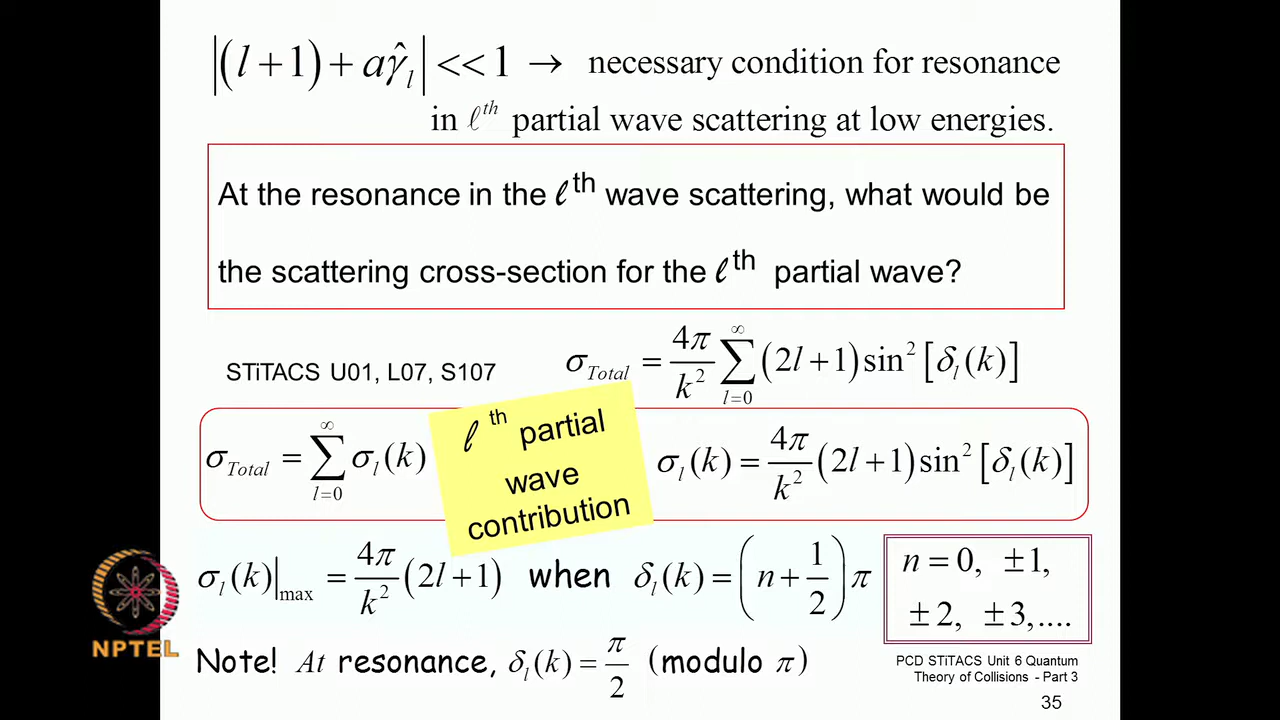 |(l+1)+aγ̂_l| << 1 → necessary condition for resonance
in ℓ^th partial wave scattering at low energies.
At the resonance in the ℓ^th wave scattering, what would be
the scattering cross-section for the ℓ^th partial wave?
STiTACS U01, L07, S107
σ_Total = 4π/k² ∑_{l=0}^{∞} (2l+1) sin² [δ_l(k)]
σ_Total = ∑_{l=0}^{∞} σ_l(k)
ℓ^th partial
wave
contribution
σ_l(k) = 4π/k² (2l+1) sin² [δ_l(k)]
σ_l(k)|_max = 4π/k² (2l+1) when δ_l(k) = (n + 1/2) π
n = 0, ±1,
±2, ±3,....
Note! At resonance, δ_l(k) = π/2 (modulo π)
NPTEL
PCD STiTACS Unit 6 Quantum
Theory of Collisions - Part 3
35